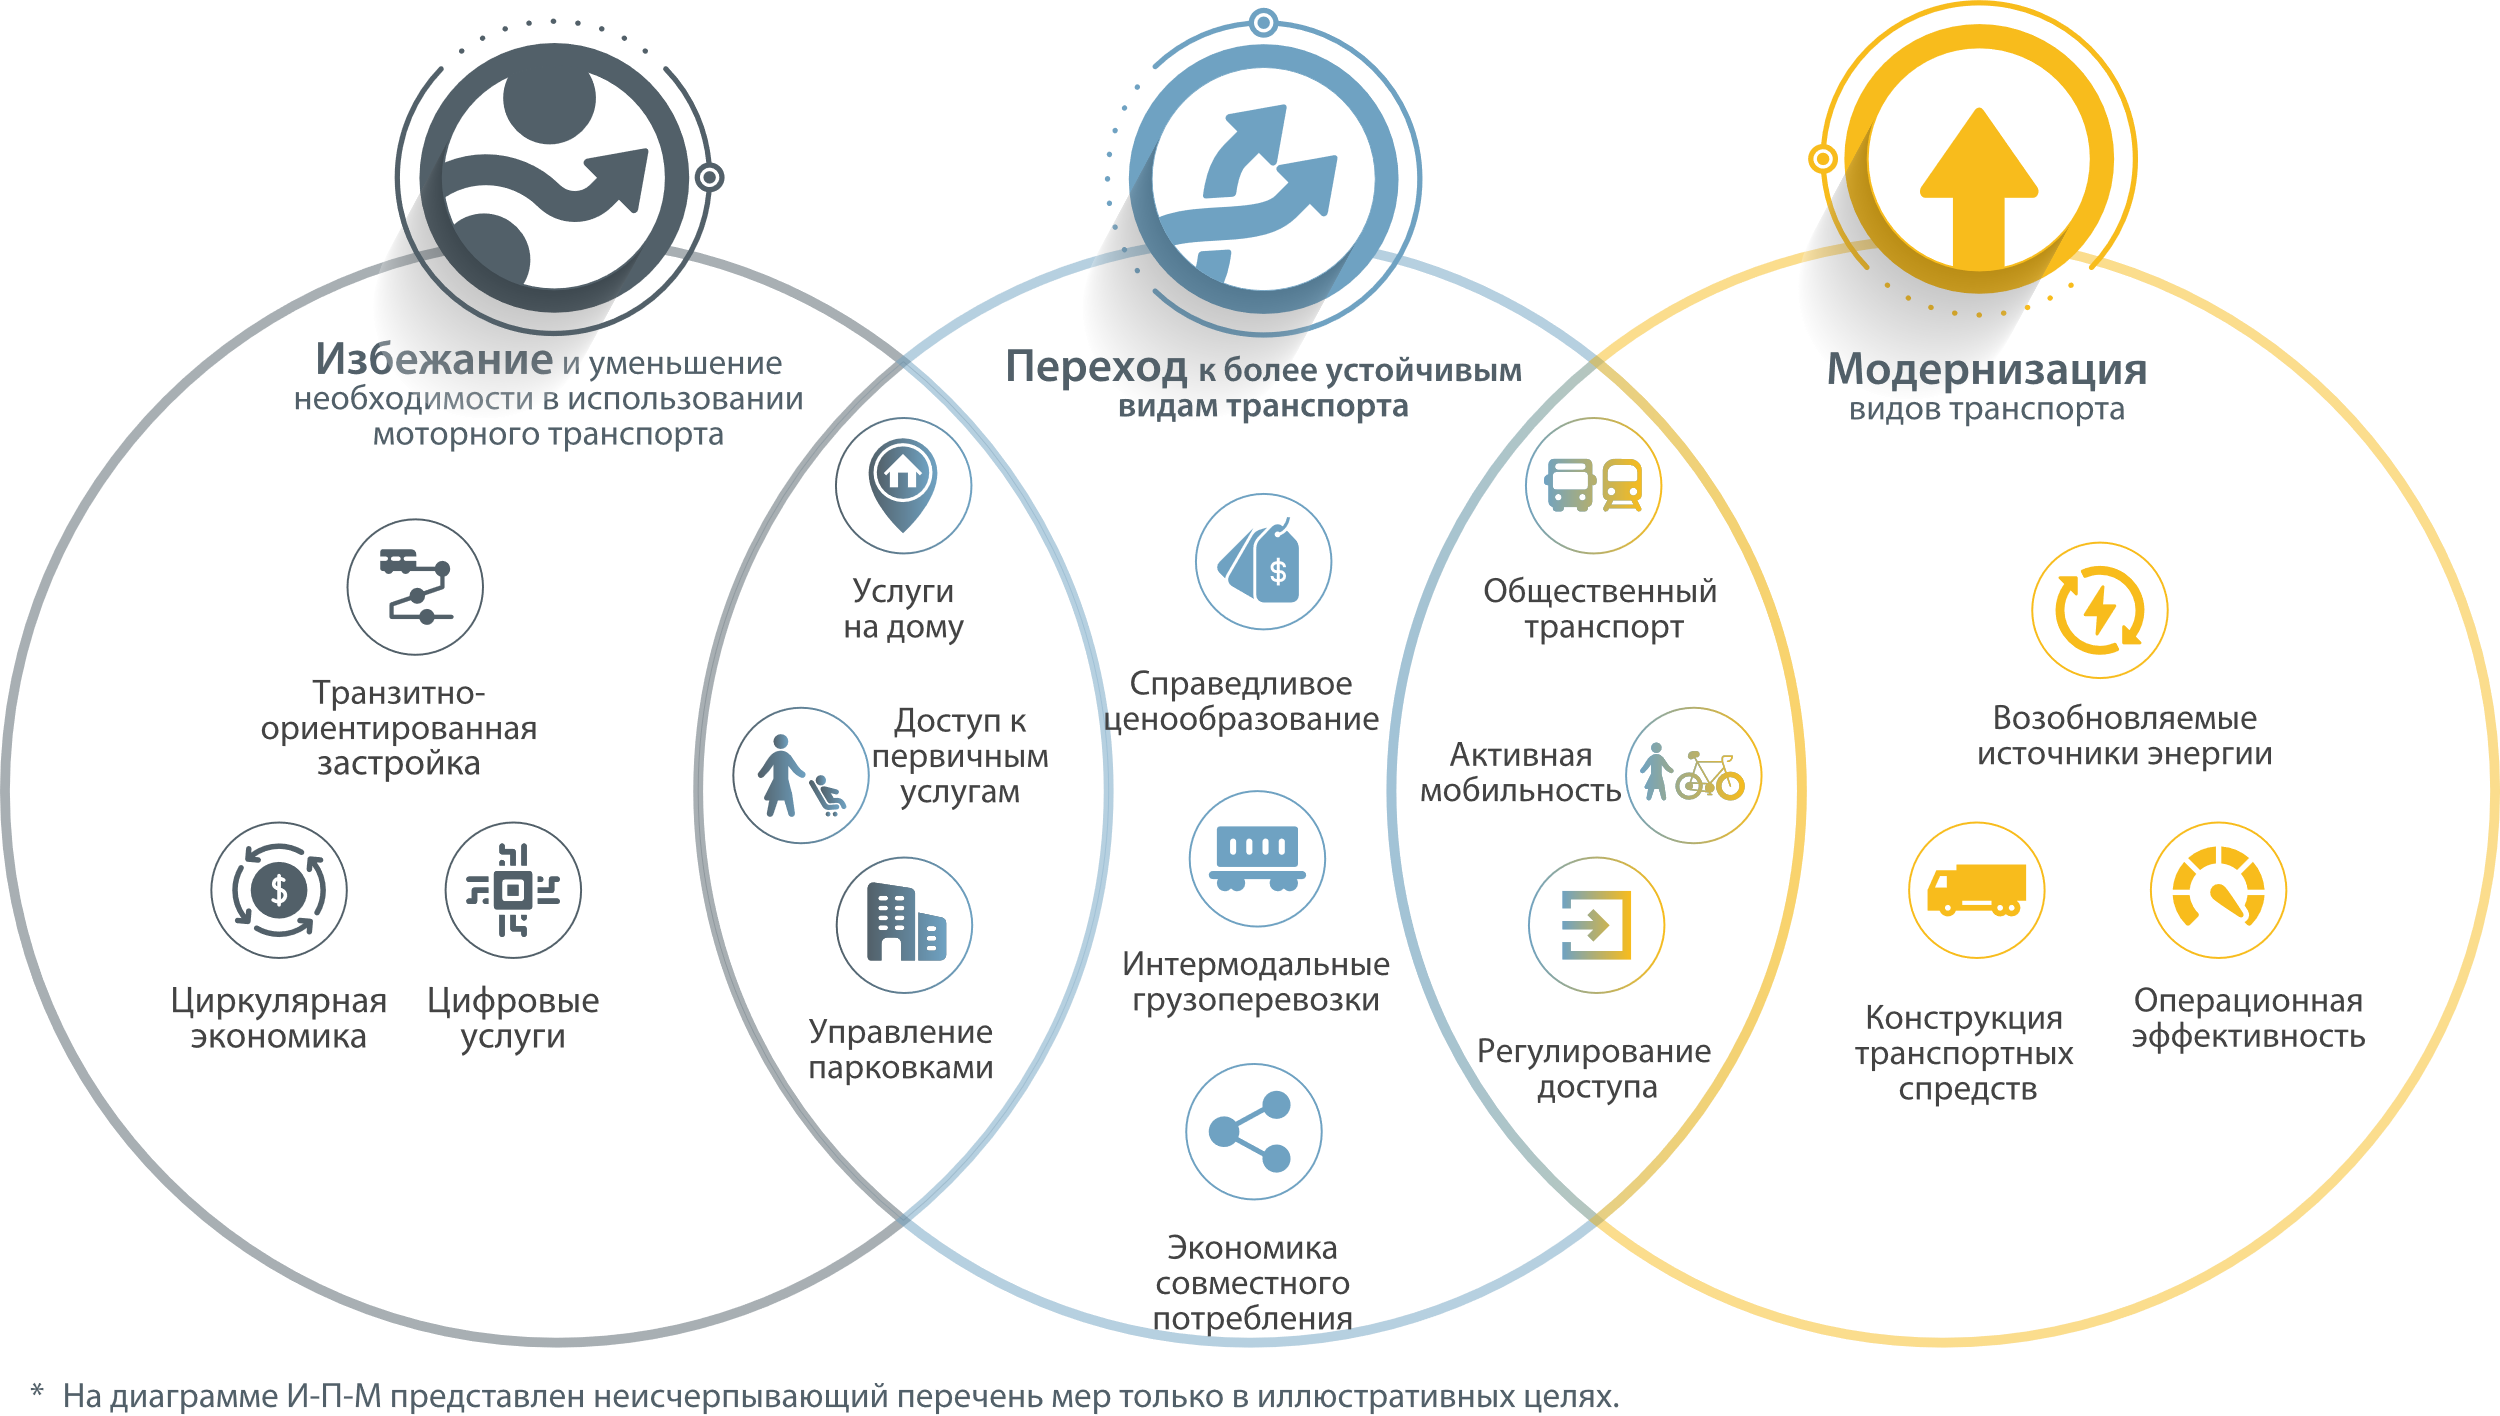 Избежание и уменьшение
необходимости в использовании
моторного транспорта
Транзитно-
ориентированная
застройка
Циркулярная
экономика
Цифровые
услуги
Услуги
на дому
Доступ к
первичным
услугам
Управление
парковками
Переход к более устойчивым
видам транспорта
$
Справедливое
ценообразование
Интермодальные
грузоперевозки
Экономика
совместного
потребления
Общественный
транспорт
Активная
мобильность
Регулирование
доступа
Модернизация
видов транспорта
Возобновляемые
источники энергии
Конструкция
транспортных
спредств
Операционная
эффективность
$
* На диаграмме И-П-М представлен неисчерпывающий перечень мер только в иллюстративных целях.